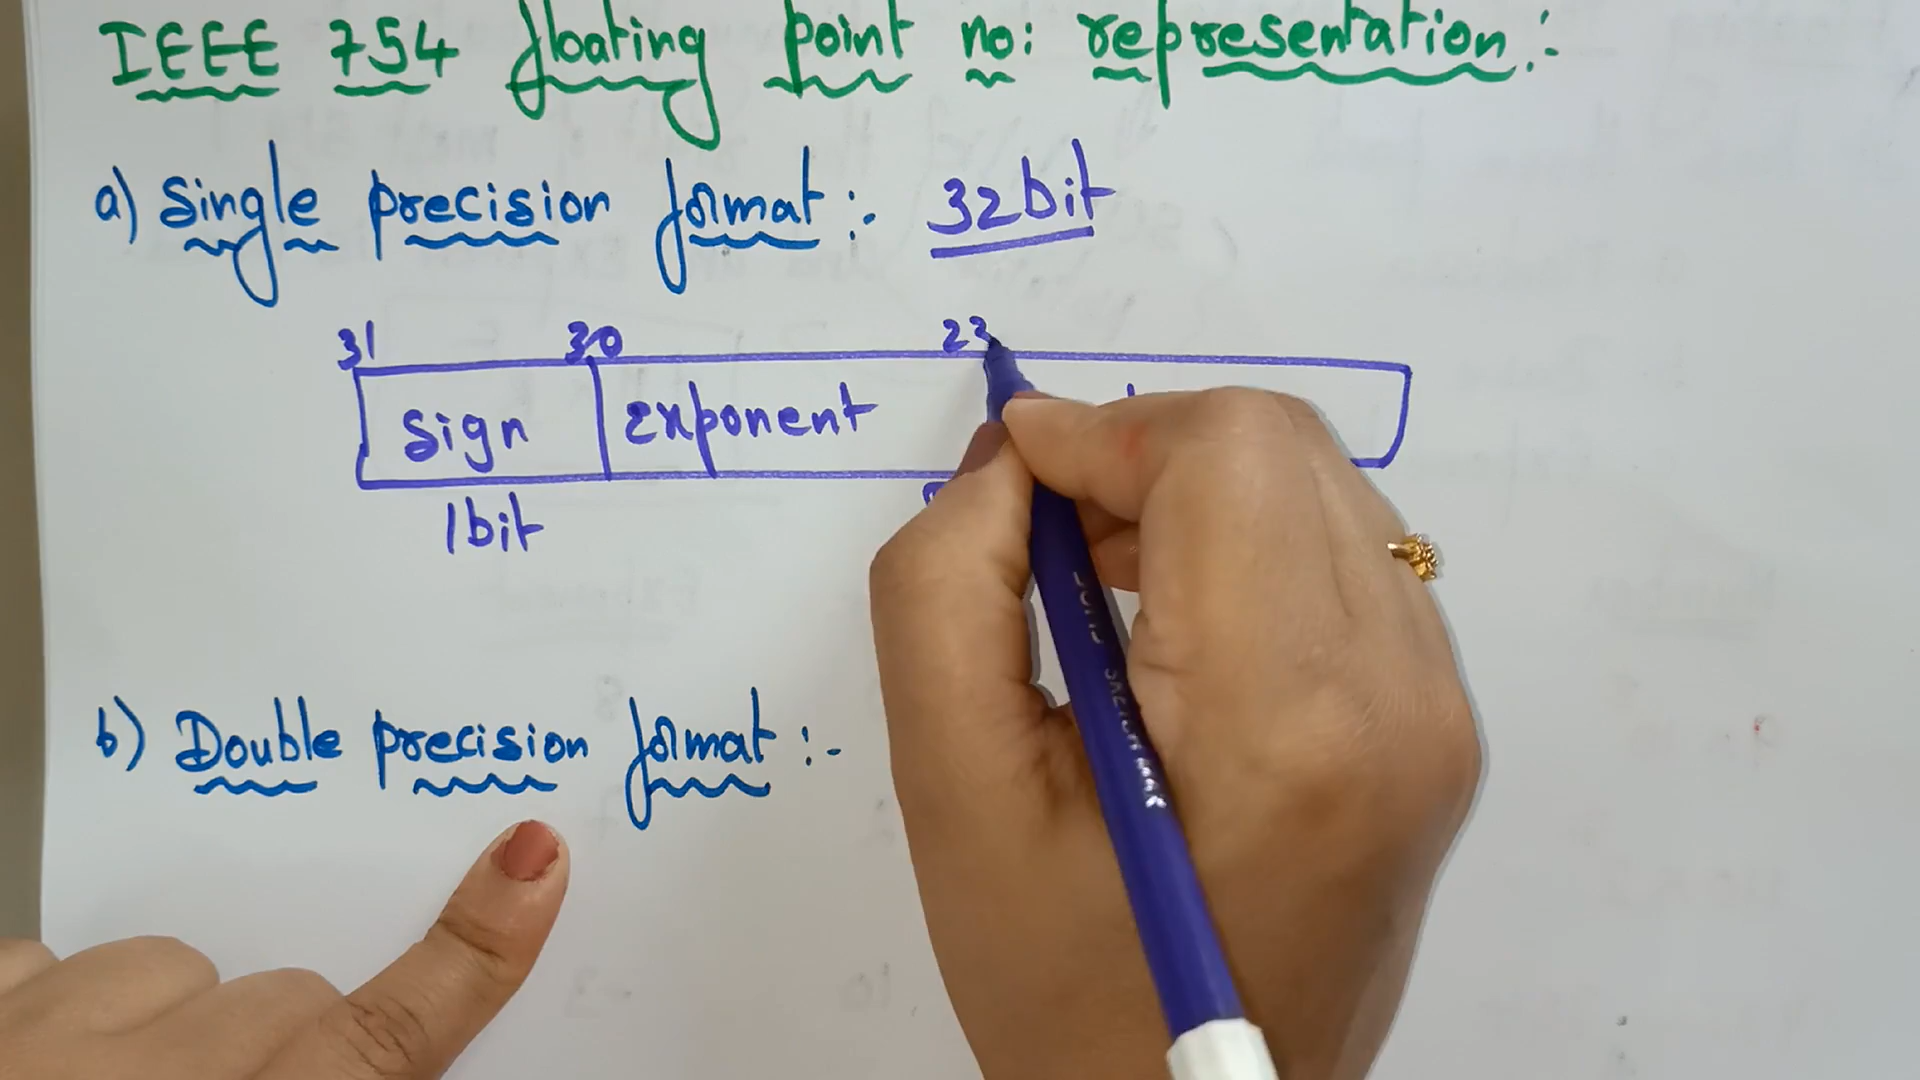 IEEE 754 floating point no: representation:-
a) Single precision format:- 32bit
31 30 23
Sign exponent
1bit
b) Double precision format:-